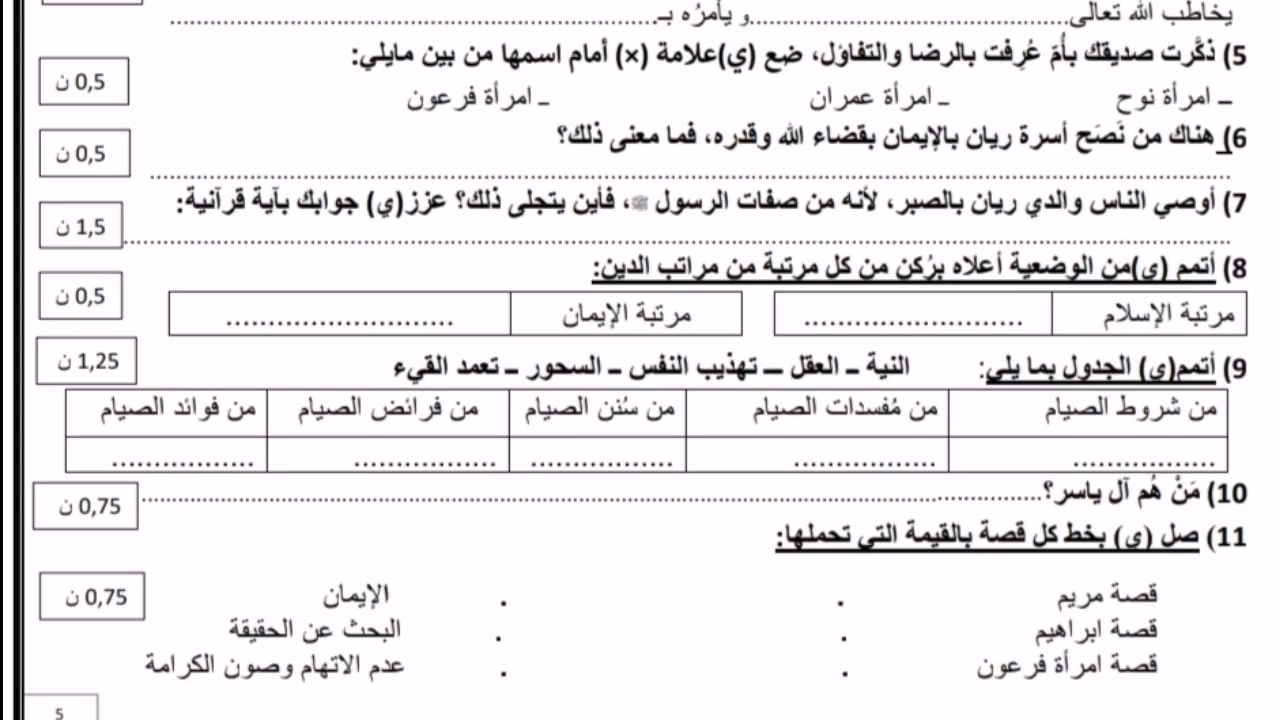 يخاطب الله تعالى.......................................و يأمرُه بـ............................................................
5) ذكَّرت صديقك بأُمّ عُرِفت بالرضا والتفاؤل، ضع (ي)علامة (×) أمام اسمها من بين مايلي:
0,5 ن
– امرأة نوح – امرأة عمران – امرأة فرعون
6) هناك من نَصَح أسرة ريان بالإيمان بقضاء الله وقدره، فما معنى ذلك؟
0,5 ن
..........................................................................................
7) أوصي الناس والدي ريان بالصبر، لأنه من صفات الرسول ﷺ، فأين يتجلى ذلك؟ عزز(ي) جوابك بآية قرآنية:
1,5 ن
..........................................................................................
8) أتمم (ي)من الوضعية أعلاه برُكن من كل مرتبة من مراتب الدين:
0,5 ن
مرتبة الإسلام .......................... مرتبة الإيمان ...........................
9) أتمم(ي) الجدول بما يلي: النية – العقل – تهذيب النفس – السحور – تعمد القيء
1,25 ن
من شروط الصيام من مُفسدات الصيام من سُنن الصيام من فرائض الصيام من فوائد الصيام
................. ................. ................. ................. .................
10) مَنْ هُم آل ياسر؟..........................................................................................
0,75 ن
11) صل (ي) بخط كل قصة بالقيمة التي تحملها:
0,75 ن
قصة مريم . . الإيمان
قصة ابراهيم . . البحث عن الحقيقة
قصة امرأة فرعون . . عدم الاتهام وصون الكرامة
5